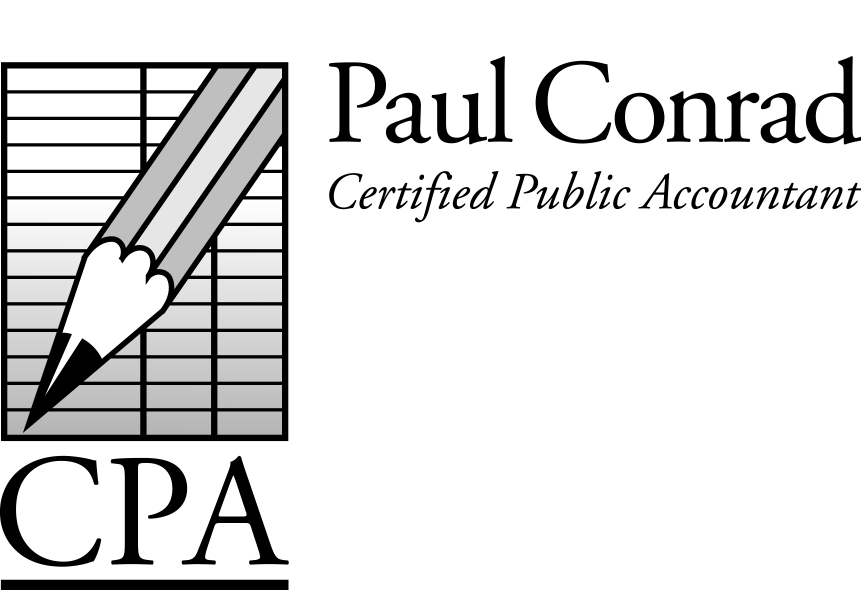 Paul Conrad
Certified Public Accountant
CPA